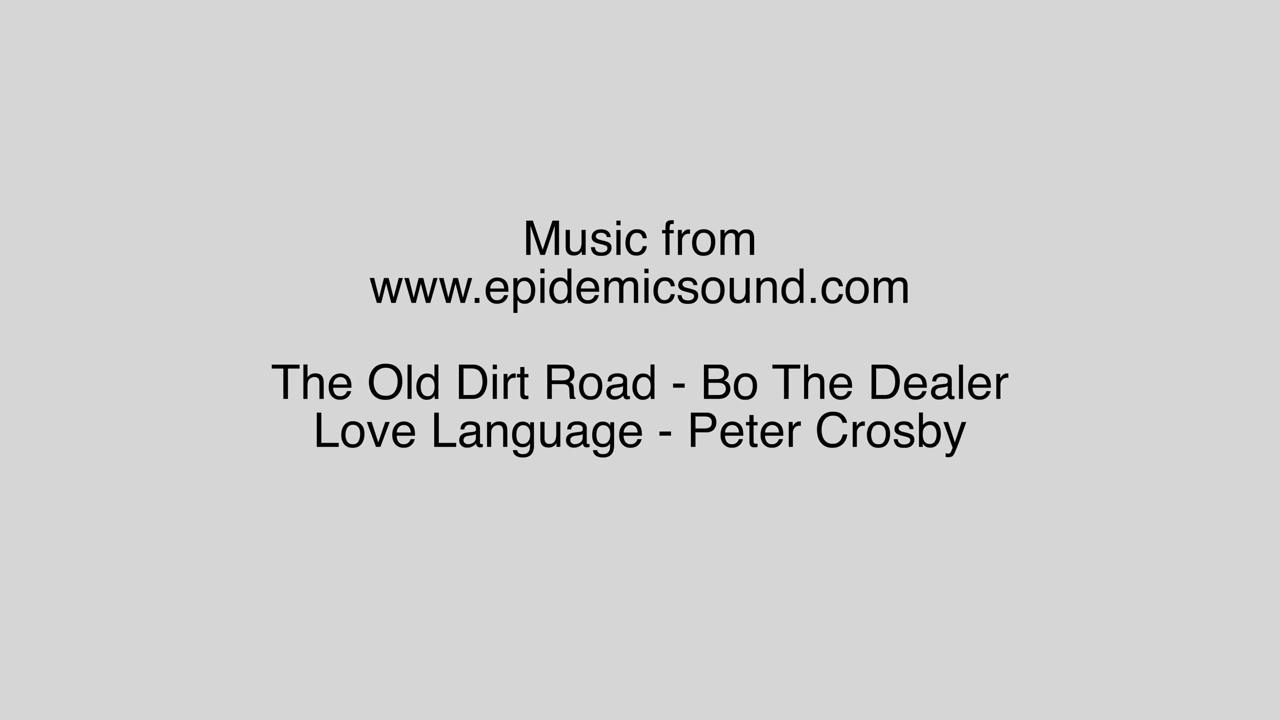 Music from
www.epidemicsound.com
The Old Dirt Road - Bo The Dealer
Love Language - Peter Crosby